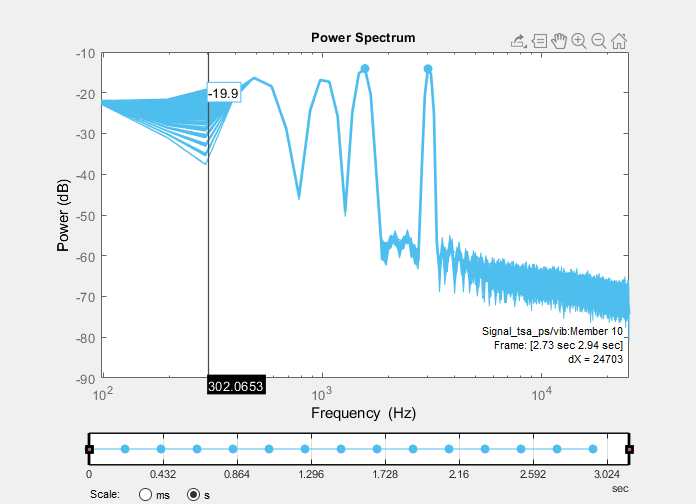 Power Spectrum
-10
-20
-30
-40
-50
-60
-70
-80
-90
Power (dB)
-19.9
Signal_tsa_ps/vib:Member 10
Frame: [2.73 sec 2.94 sec]
dX = 24703
302.0653
10²
10³
10⁴
Frequency (Hz)
0 0.432 0.864 1.296 1.728 2.16 2.592 3.024
sec
Scale: ms s